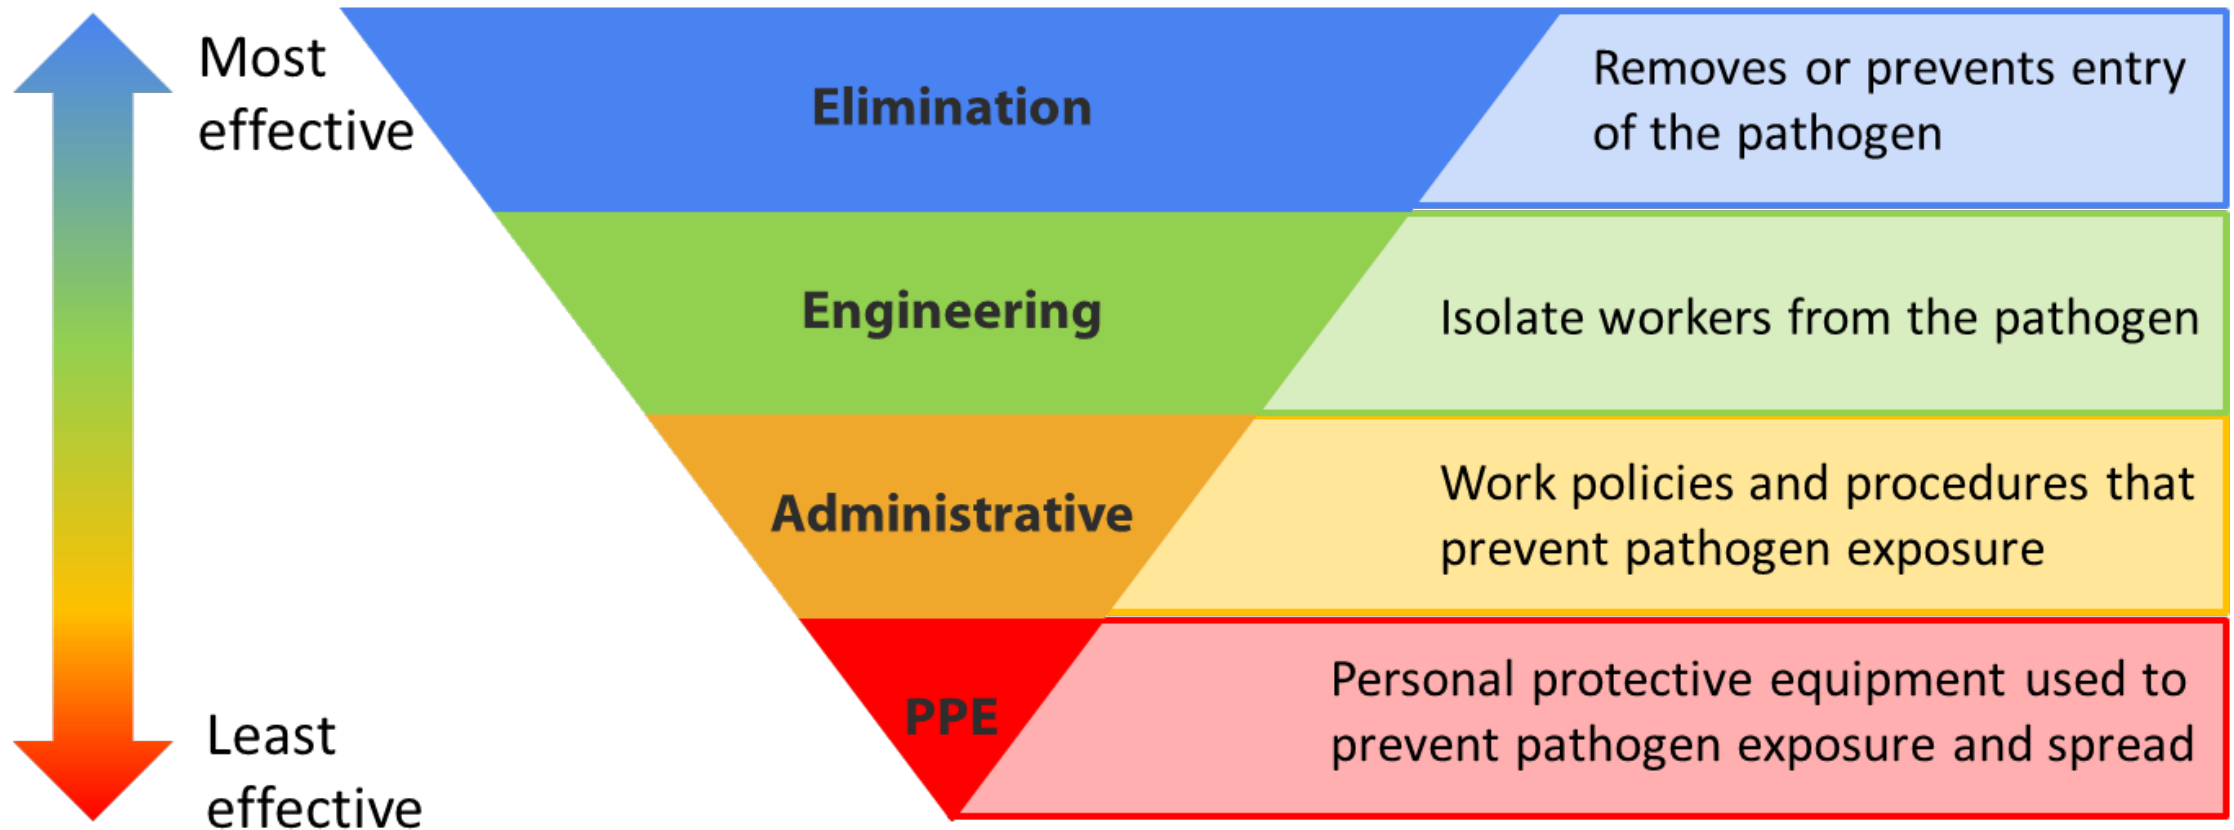 Most
effective
Elimination
Removes or prevents entry
of the pathogen
Engineering
Isolate workers from the pathogen
Administrative
Work policies and procedures that
prevent pathogen exposure
PPE
Personal protective equipment used to
prevent pathogen exposure and spread
Least
effective